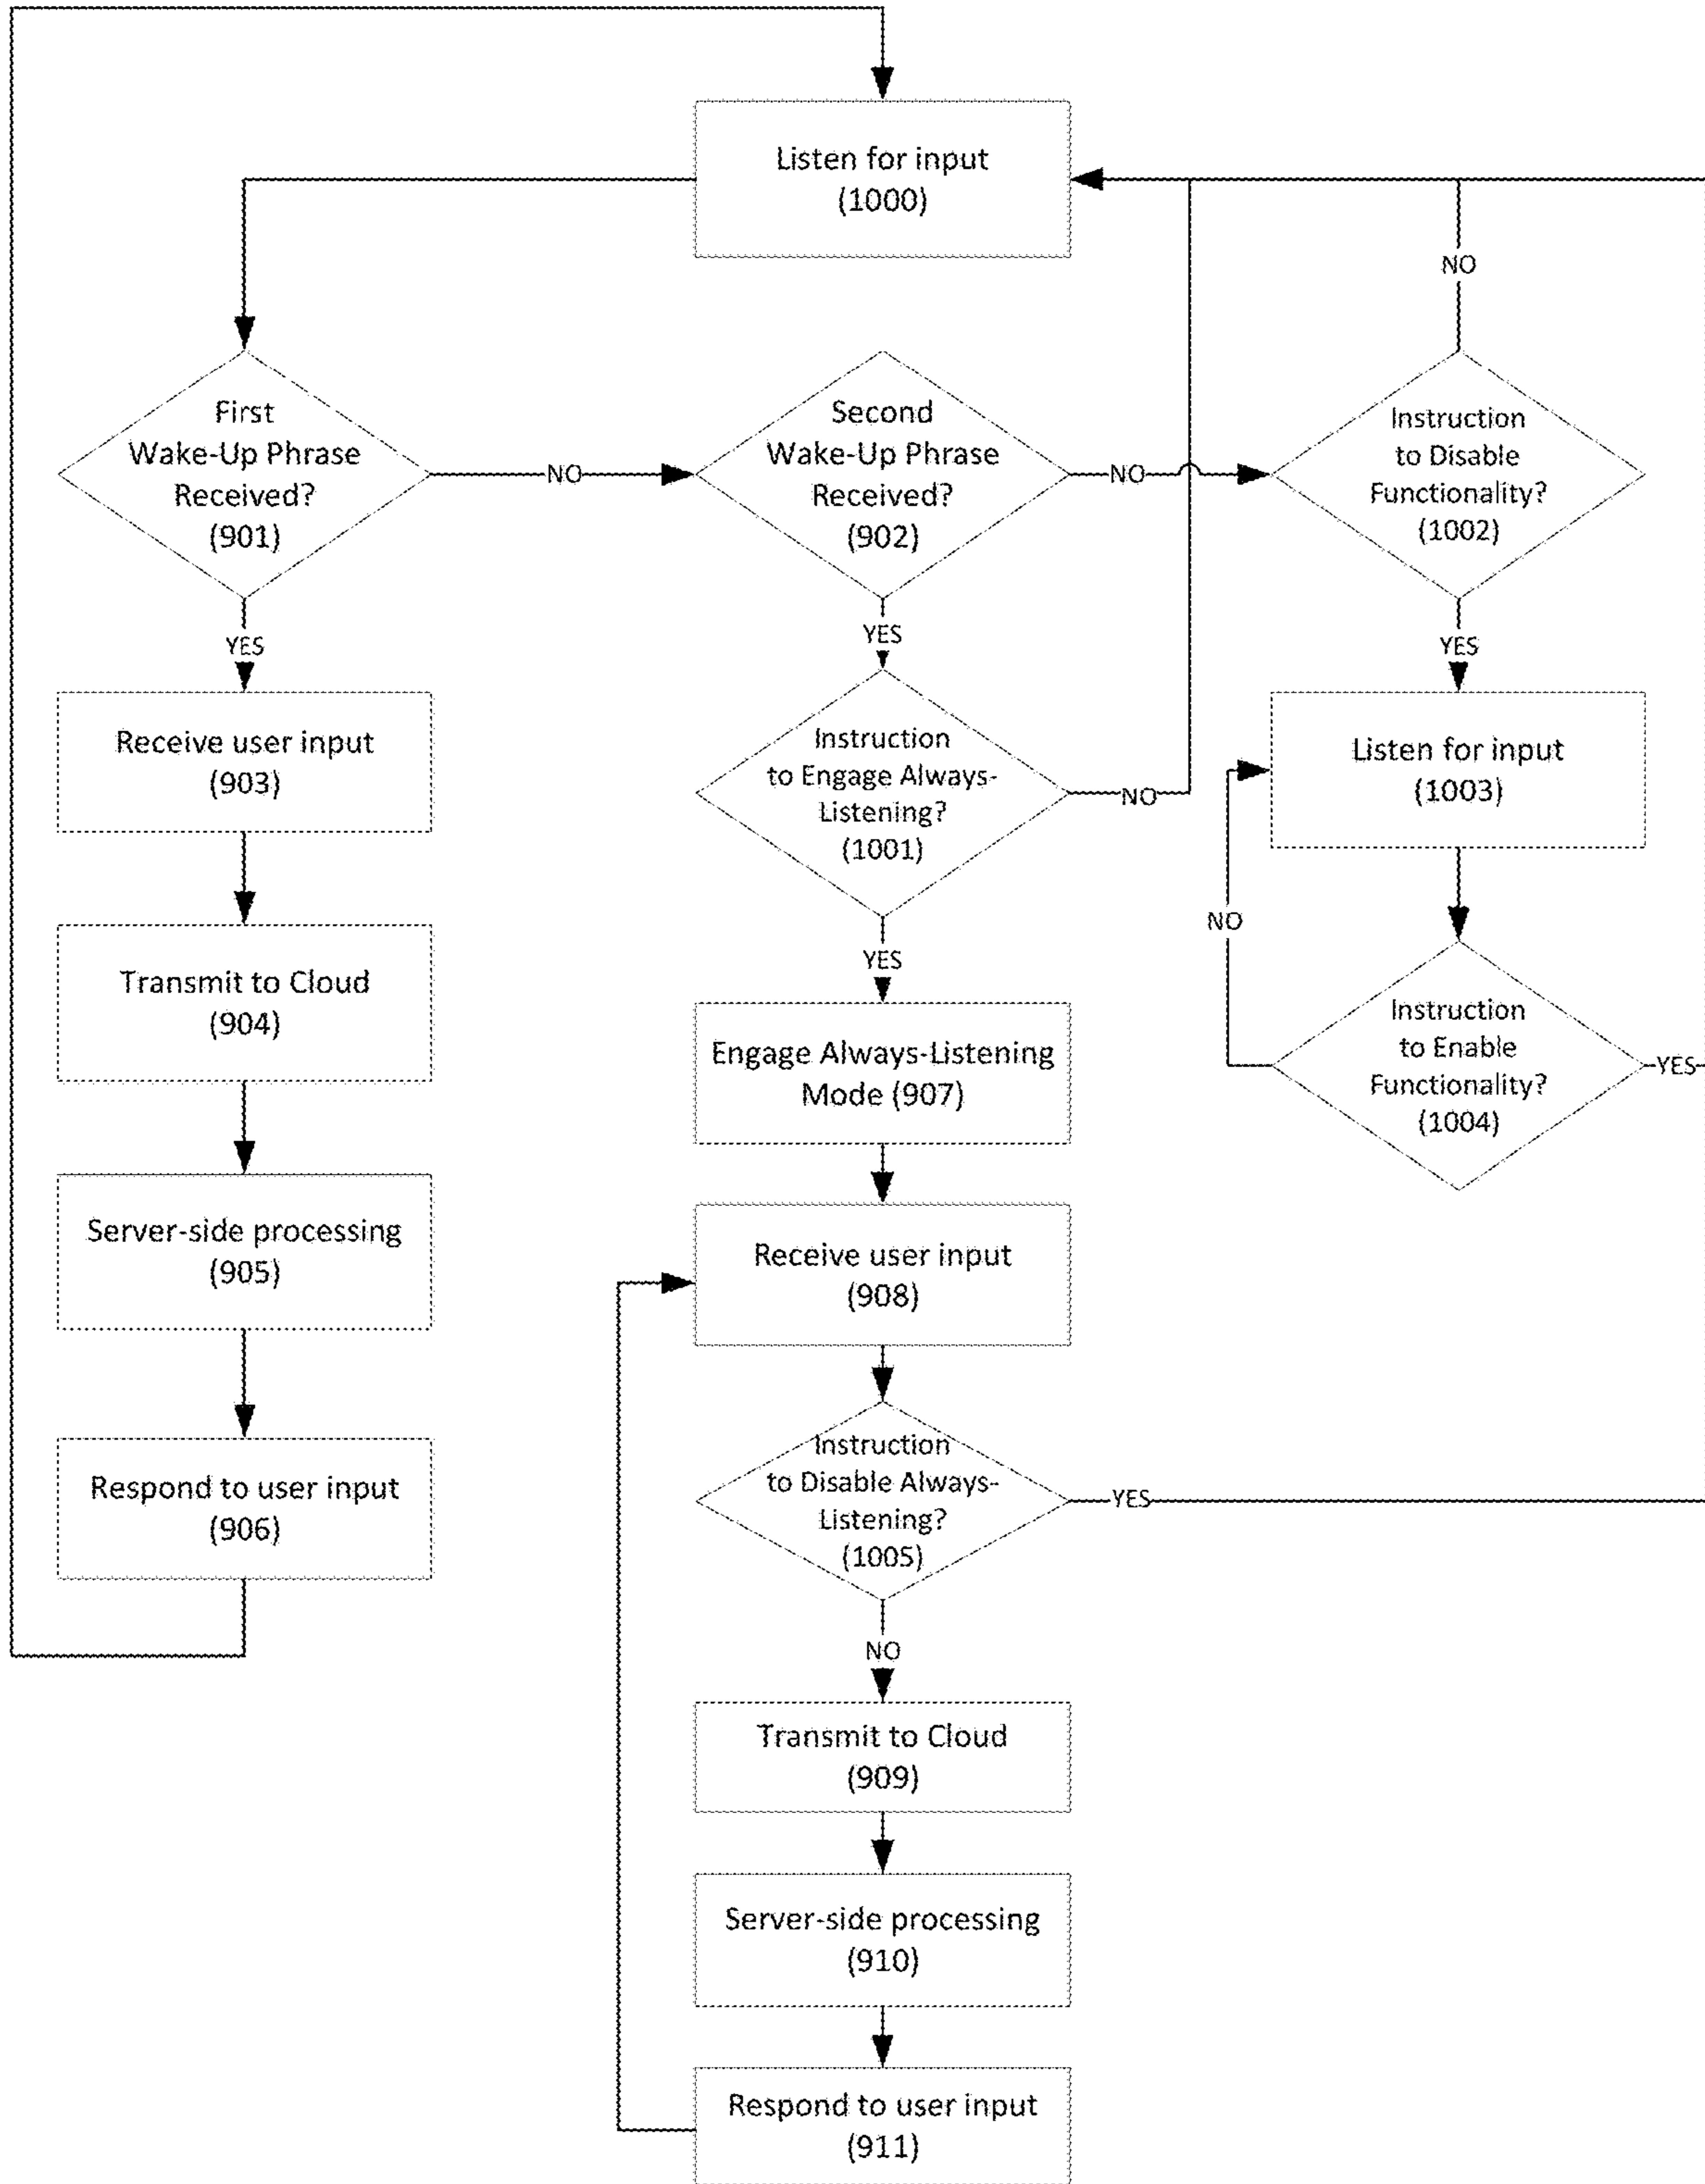 Listen for input
(1000)
NO
First
Wake-Up Phrase
Received?
(901)
NO
Second
Wake-Up Phrase
Received?
(902)
NO
Instruction
to Disable
Functionality?
(1002)
YES
YES
YES
Receive user input
(903)
Instruction
to Engage Always-
Listening?
(1001)
NO
Listen for input
(1003)
NO
YES
Transmit to Cloud
(904)
Engage Always-Listening
Mode (907)
Instruction
to Enable
Functionality?
(1004)
YES
Server-side processing
(905)
Receive user input
(908)
Respond to user input
(906)
Instruction
to Disable Always-
Listening?
(1005)
YES
NO
Transmit to Cloud
(909)
Server-side processing
(910)
Respond to user input
(911)